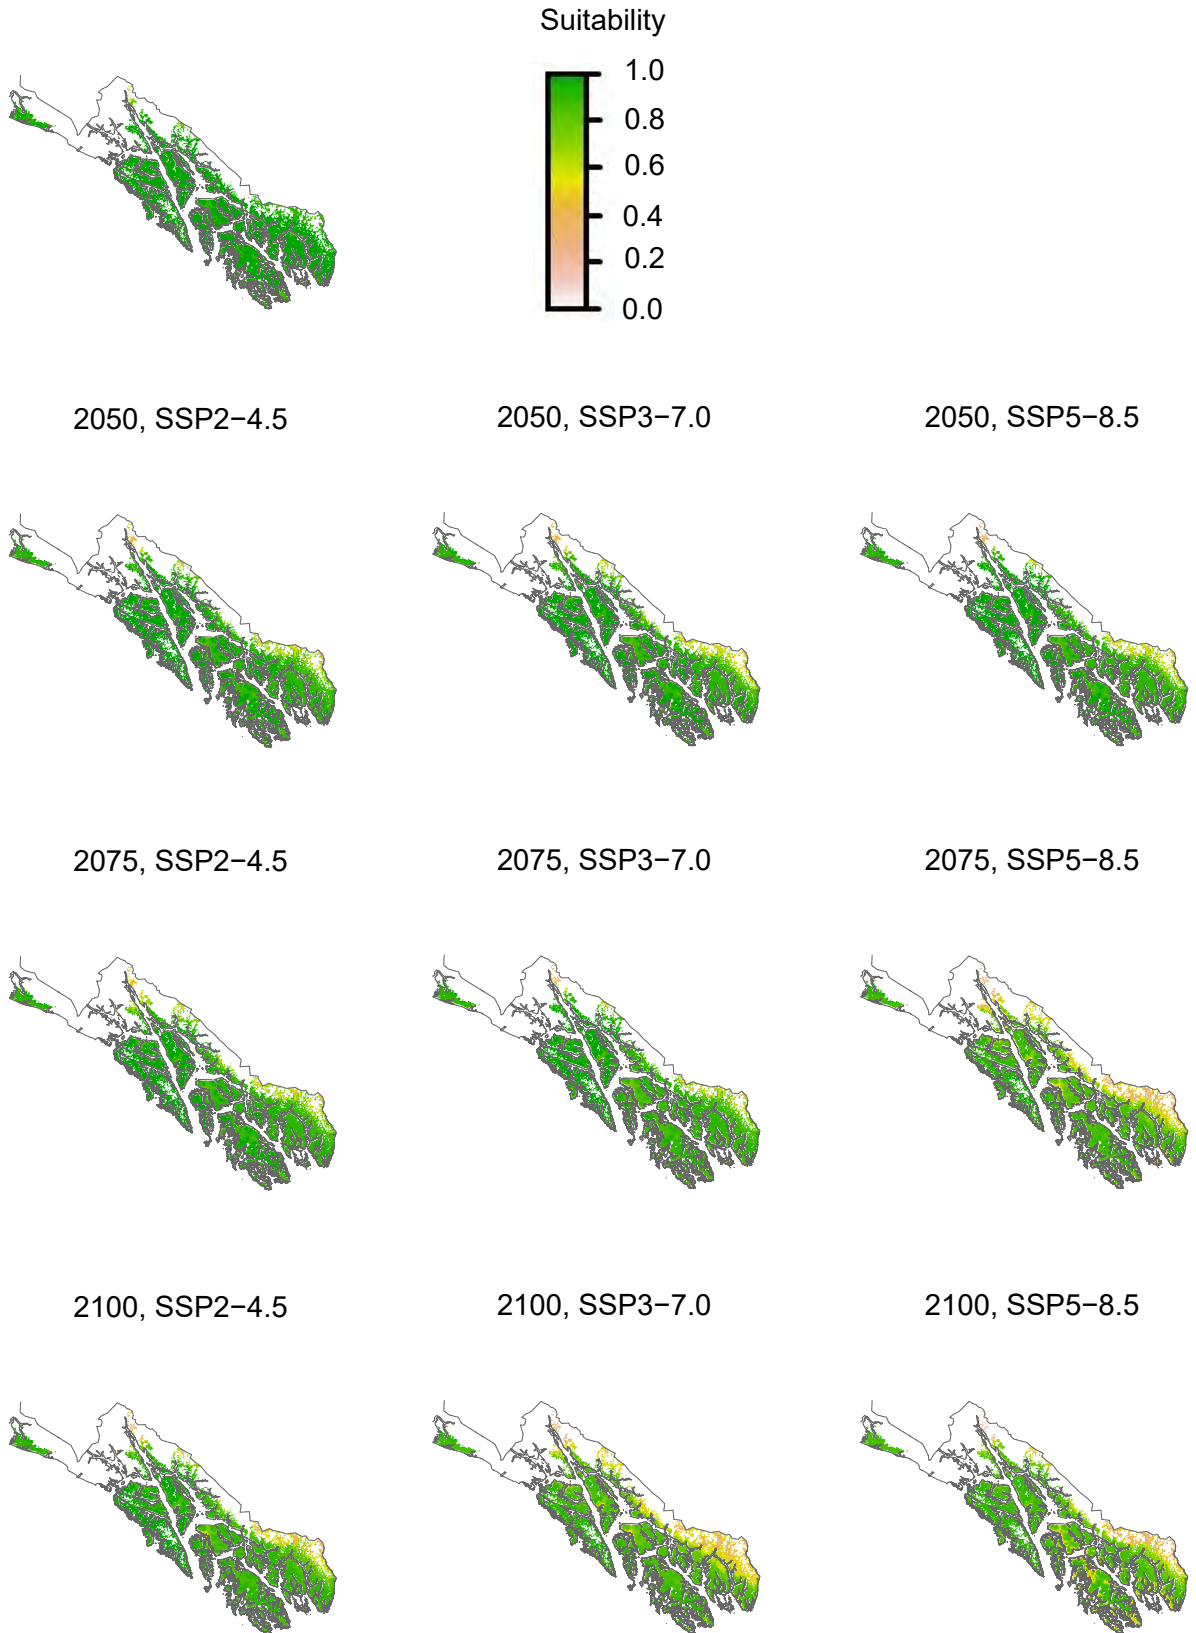 Suitability
1.0
0.8
0.6
0.4
0.2
0.0
2050, SSP2−4.5
2050, SSP3−7.0
2050, SSP5−8.5
2075, SSP2−4.5
2075, SSP3−7.0
2075, SSP5−8.5
2100, SSP2−4.5
2100, SSP3−7.0
2100, SSP5−8.5